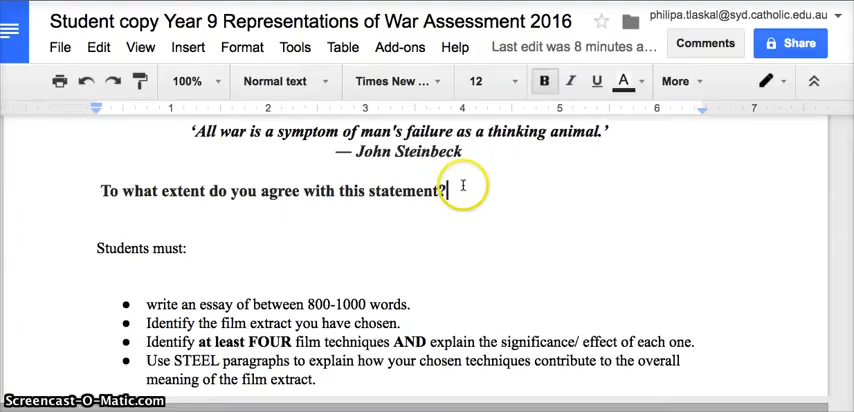 Student copy Year 9 Representations of War Assessment 2016
philipa.tlaskal@syd.catholic.edu.au
File Edit View Insert Format Tools Table Add-ons Help Last edit was 8 minutes a...
Comments
Share
100% Normal text Times New ... 12 B I U A More
1 2 3 4 5 6 7
‘All war is a symptom of man's failure as a thinking animal.’
— John Steinbeck
To what extent do you agree with this statement?
Students must:
● write an essay of between 800-1000 words.
● Identify the film extract you have chosen.
● Identify at least FOUR film techniques AND explain the significance/ effect of each one.
● Use STEEL paragraphs to explain how your chosen techniques contribute to the overall
meaning of the film extract.
Screencast-O-Matic.com